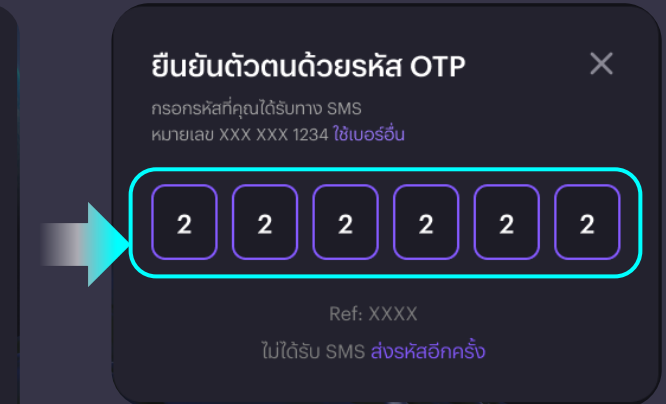 ยืนยันตัวตนด้วยรหัส OTP
กรอกรหัสที่คุณได้รับทาง SMS
หมายเลข XXX XXX 1234 ใช้เบอร์อื่น
2 2 2 2 2 2
Ref: XXXX
ไม่ได้รับ SMS ส่งรหัสอีกครั้ง